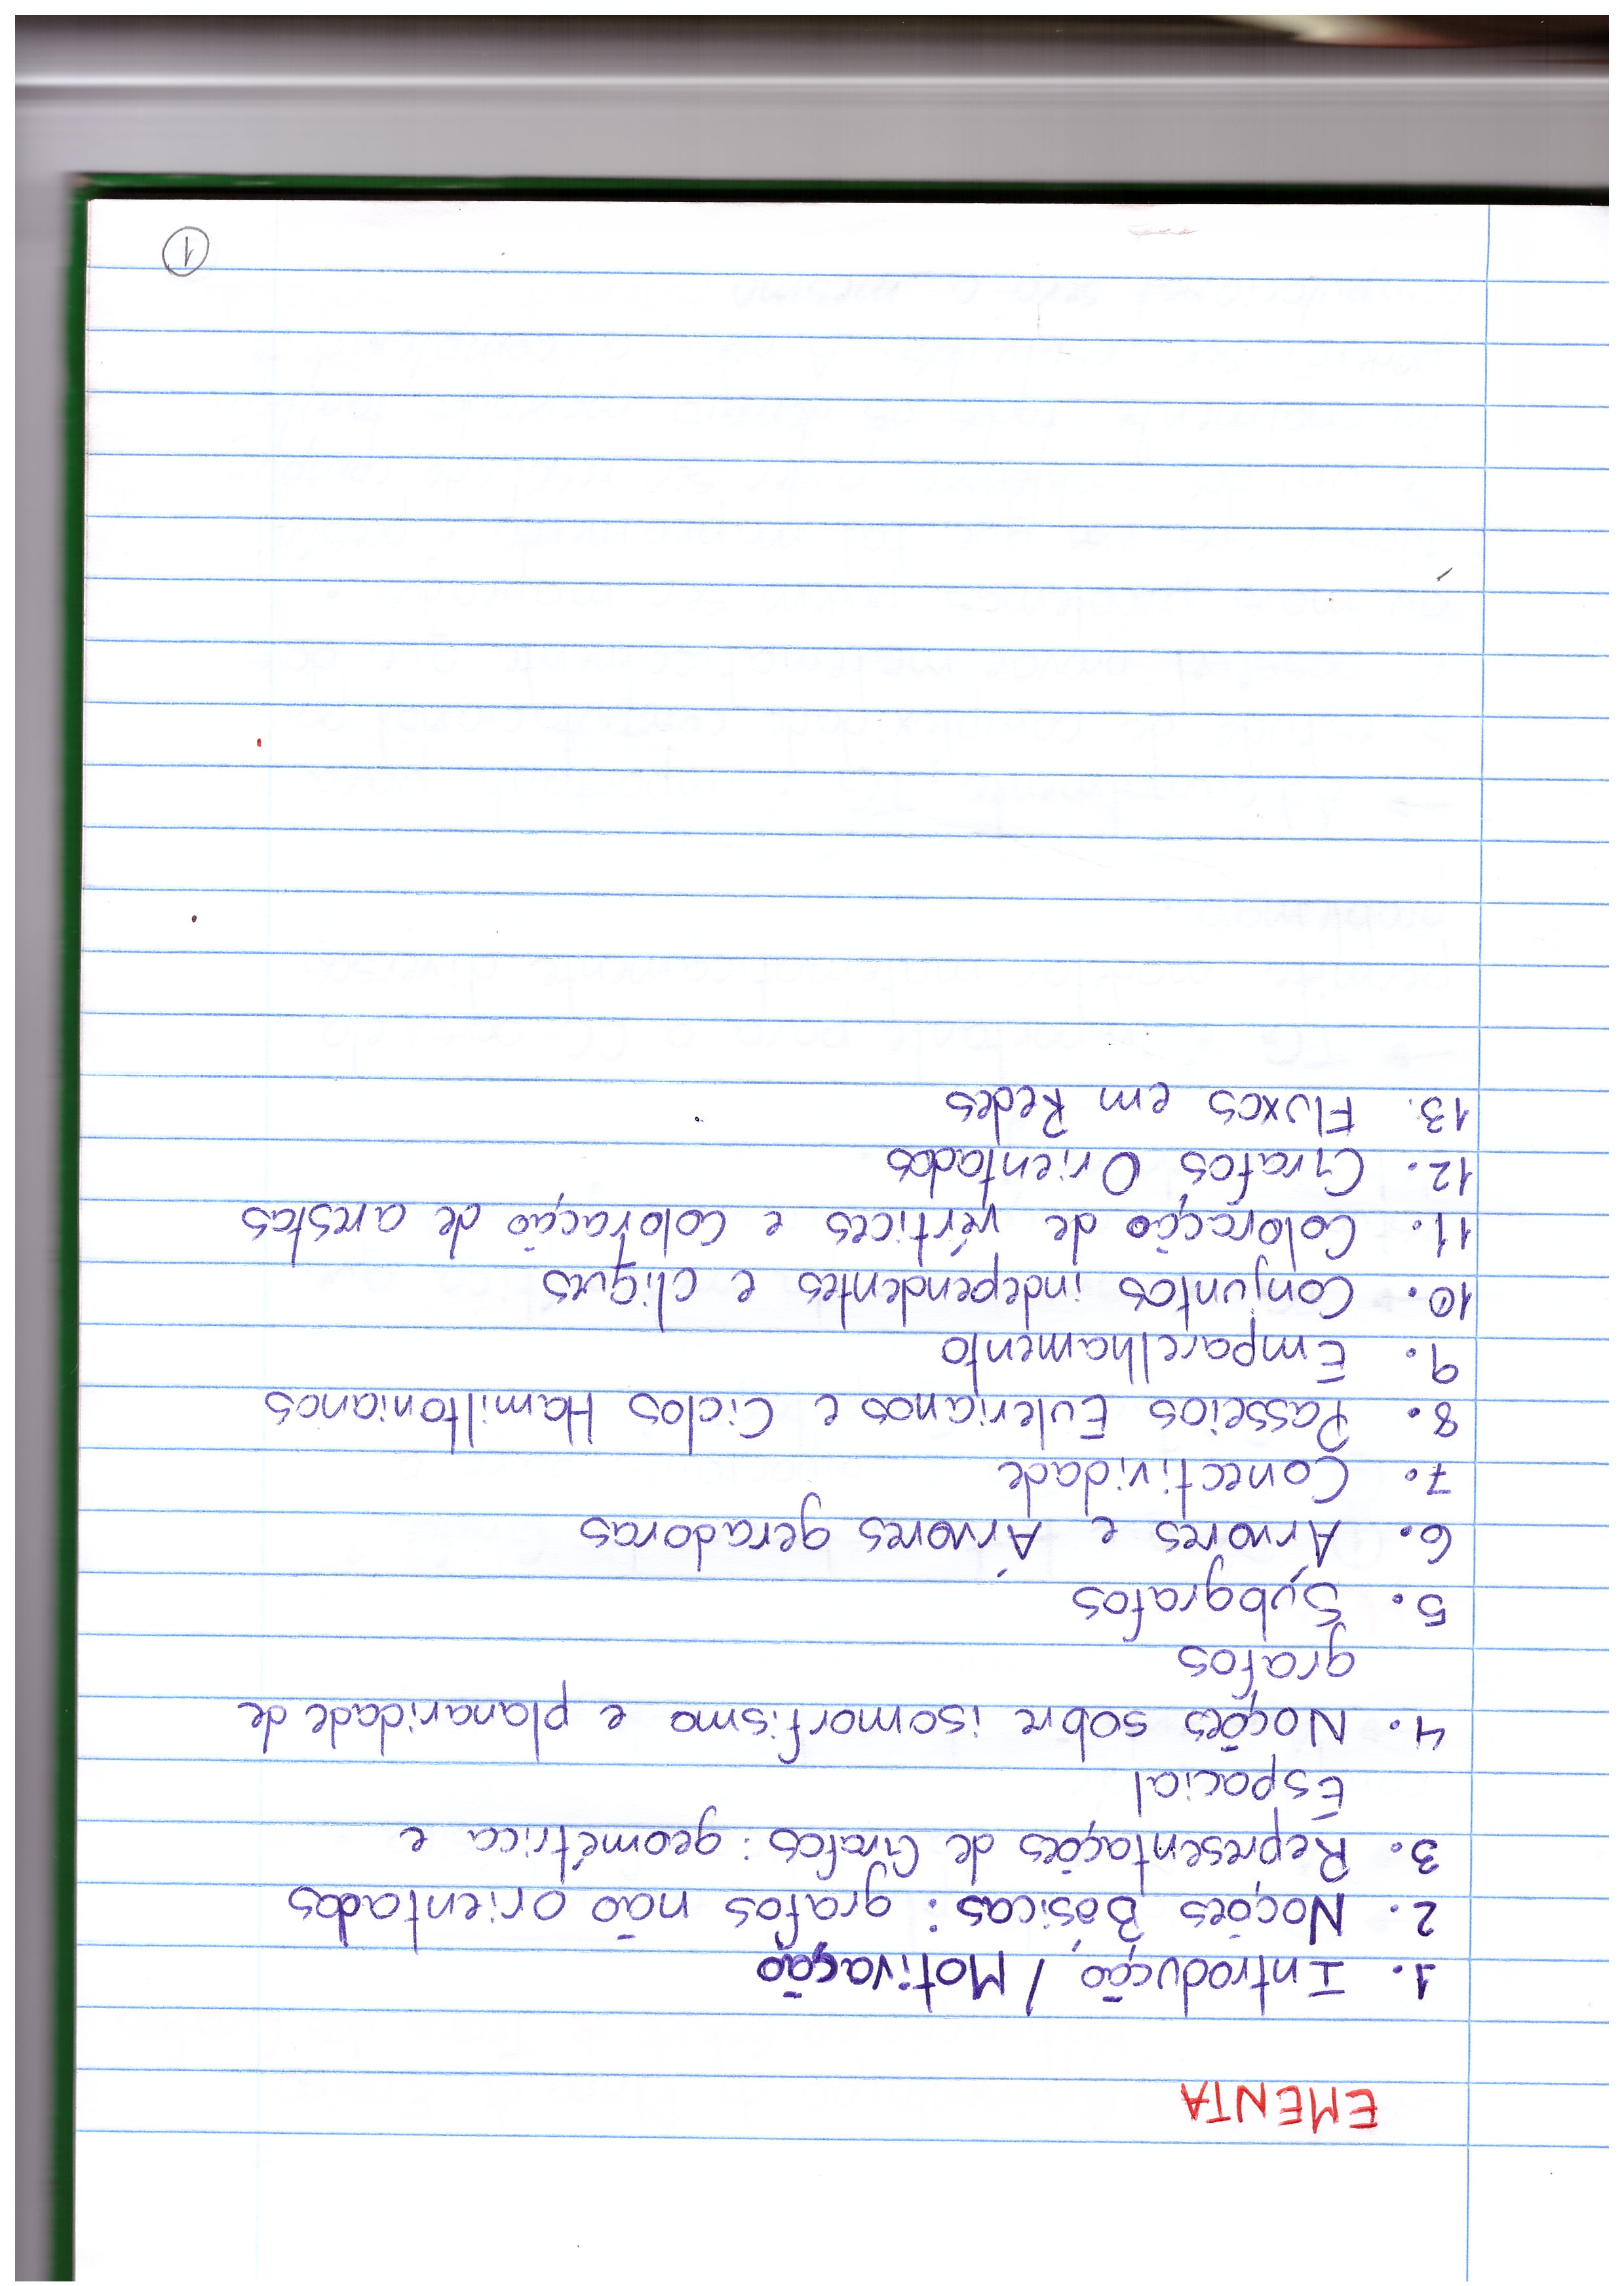 EMENTA
1. Introdução / Motivação
2. Noções Básicas: grafos não orientados
3. Representações de Grafos: geométrica e
Espacial
4. Noções sobre isomorfismo e planaridade de
grafos
5. Subgrafos
6. Árvores e Árvores geradoras
7. Conectividade
8. Passeios Eulerianos e Ciclos Hamiltonianos
9. Emparelhamento
10. Conjuntos independentes e cliques
11. Coloração de vértices e coloração de arestas
12. Grafos Orientados
13. Fluxos em Redes
1